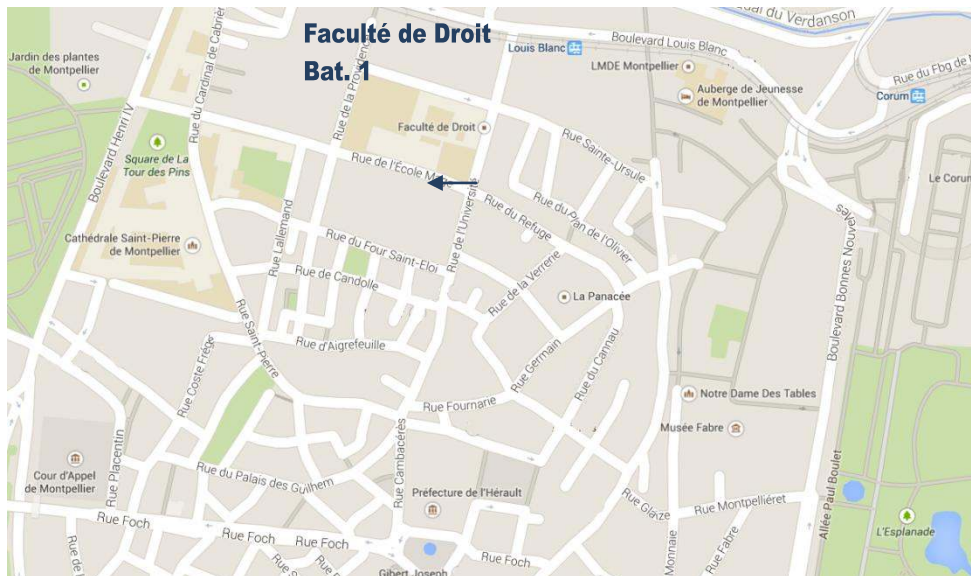 Faculté de Droit
Bat. 1
al du Verdanson
Louis Blanc
Boulevard Louis Blanc
LMDE Montpellier
Rue du Fbg de
Jardin des plantes
de Montpellier
Rue du Cardinal de Cabriè
Rue de la Providenc
Auberge de Jeunesse
de Montpellier
Corum
Boulevard Henri IV
Faculté de Droit
Rue Sainte-Ursule
Square de La
Tour des Pins
Rue de l'École M
Le Corum
Rue Lallemand
Rue de l'Université
Rue du Refuge
Rue du Plan de l'Olivier
Cathédrale Saint-Pierre
de Montpellier
Rue du Four Saint-Eloi
Rue de Candolle
Rue de la Verrerie
La Panacée
Boulevard Bonnes Nouvelles
Rue Saint-Pierre
Rue d'Aigrefeuille
Rue Coste Frège
Rue Germain
Rue du Cannau
Rue Fournarie
Notre Dame Des Tables
Musée Fabre
Rue Cambacérès
Cour d'Appel
de Montpellier
Rue Placentin
Rue du Palais des Guilhem
Préfecture de l'Hérault
Rue Glaize
Rue Montpelliéret
Allée Paul Boulet
L'Esplanade
Rue Foch
Rue Foch
Rue Foch
Rue Foch
Monnaie
Rue Fabre
Rue de
Gibert Joseph